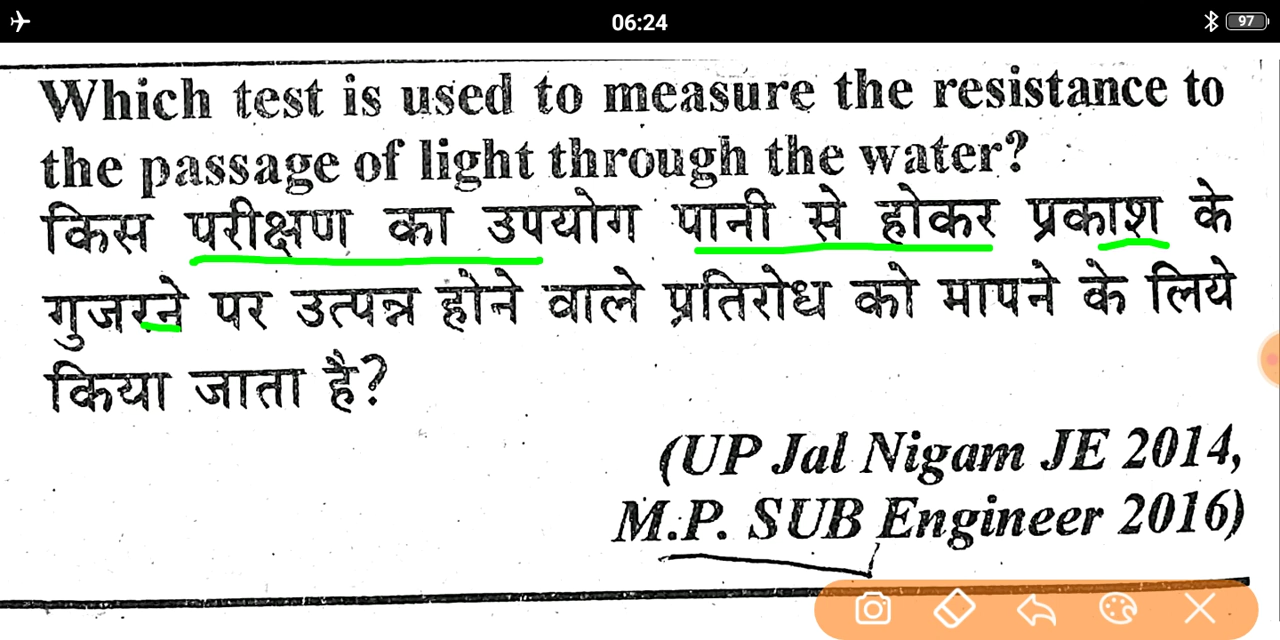 06:24
97
Which test is used to measure the resistance to
the passage of light through the water?
किस परीक्षण का उपयोग पानी से होकर प्रकाश के
गुजरने पर उत्पन्न होने वाले प्रतिरोध को मापने के लिये
किया जाता है?
(UP Jal Nigam JE 2014,
M.P. SUB Engineer 2016)